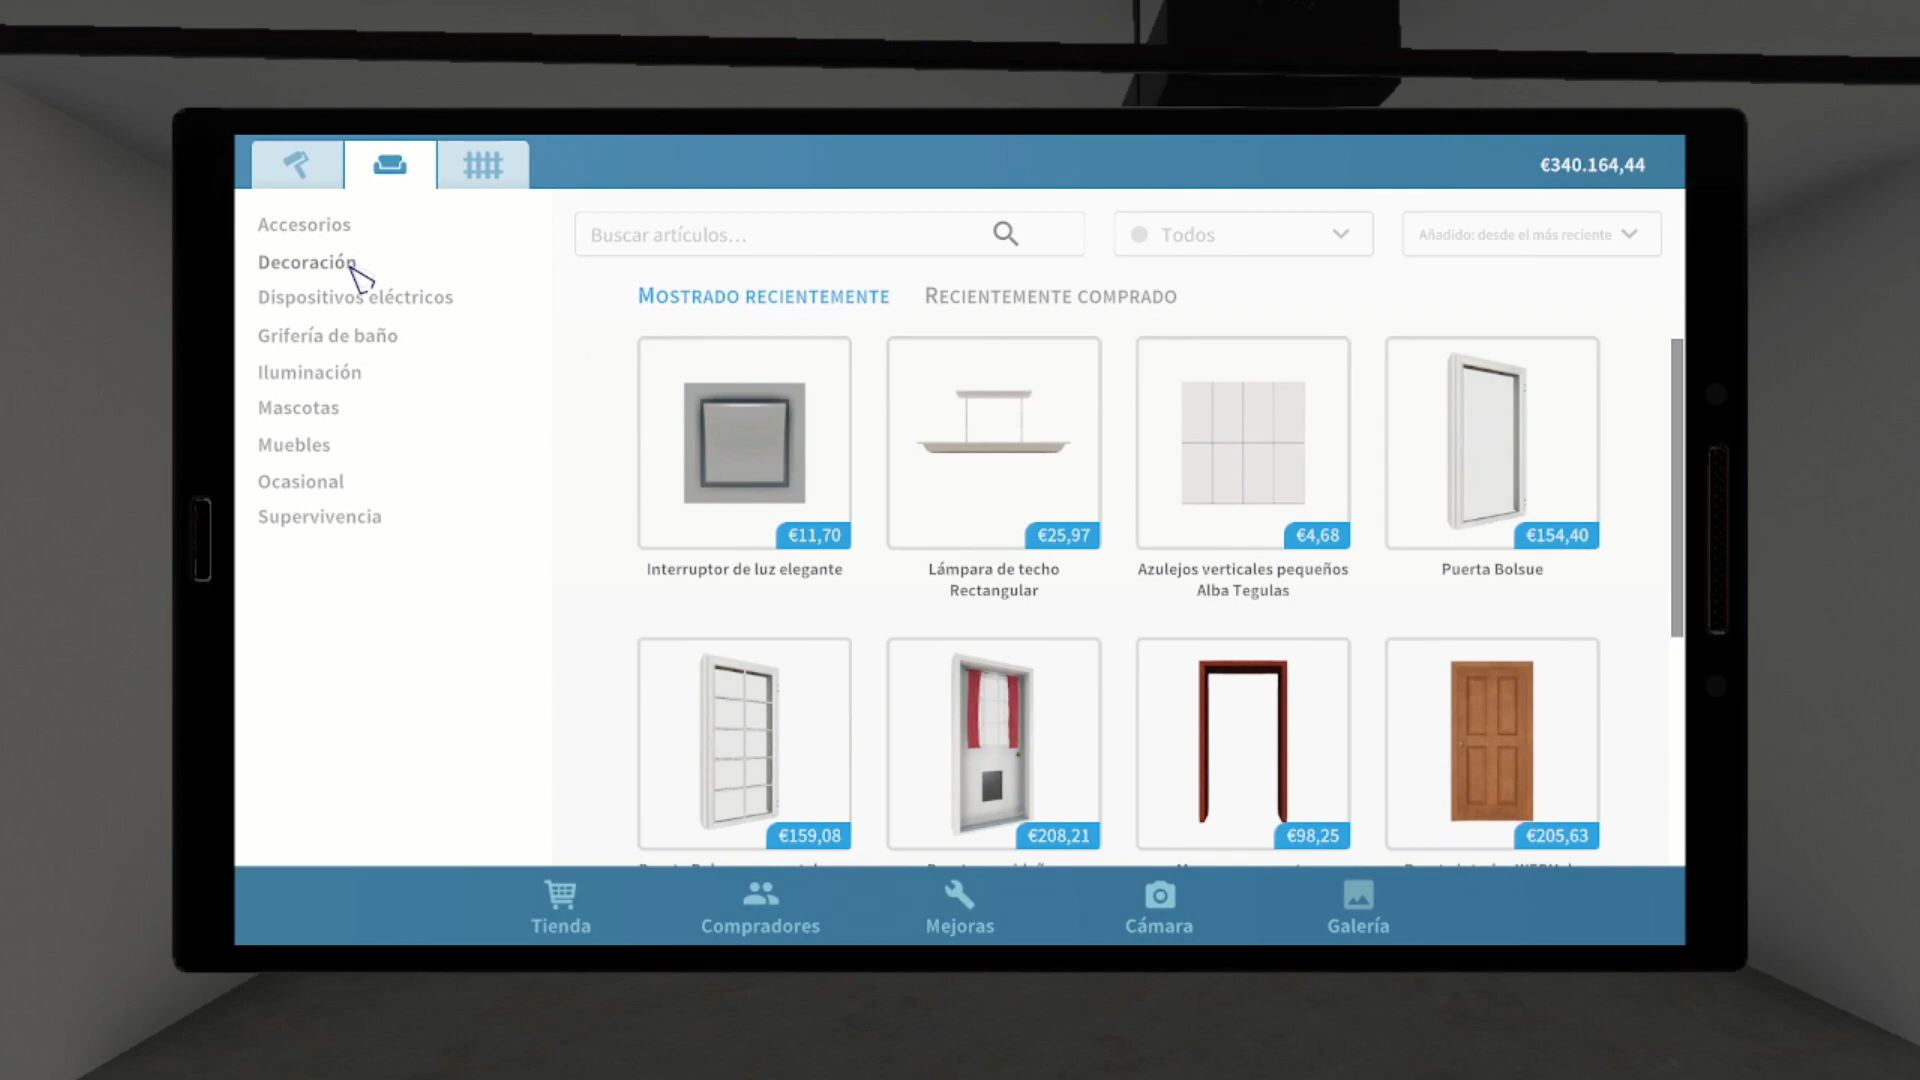 €340.164,44
Accesorios
Decoración
Dispositivos eléctricos
Grifería de baño
Iluminación
Mascotas
Muebles
Ocasional
Supervivencia
Buscar artículos...
Todos
Añadido: desde el más reciente
MOSTRADO RECIENTEMENTE
RECIENTEMENTE COMPRADO
€11,70
€25,97
€4,68
€154,40
Interruptor de luz elegante
Lámpara de techo
Rectangular
Azulejos verticales pequeños
Alba Tegulas
Puerta Bolsue
€159,08
€208,21
€98,25
€205,63
Tienda
Compradores
Mejoras
Cámara
Galería